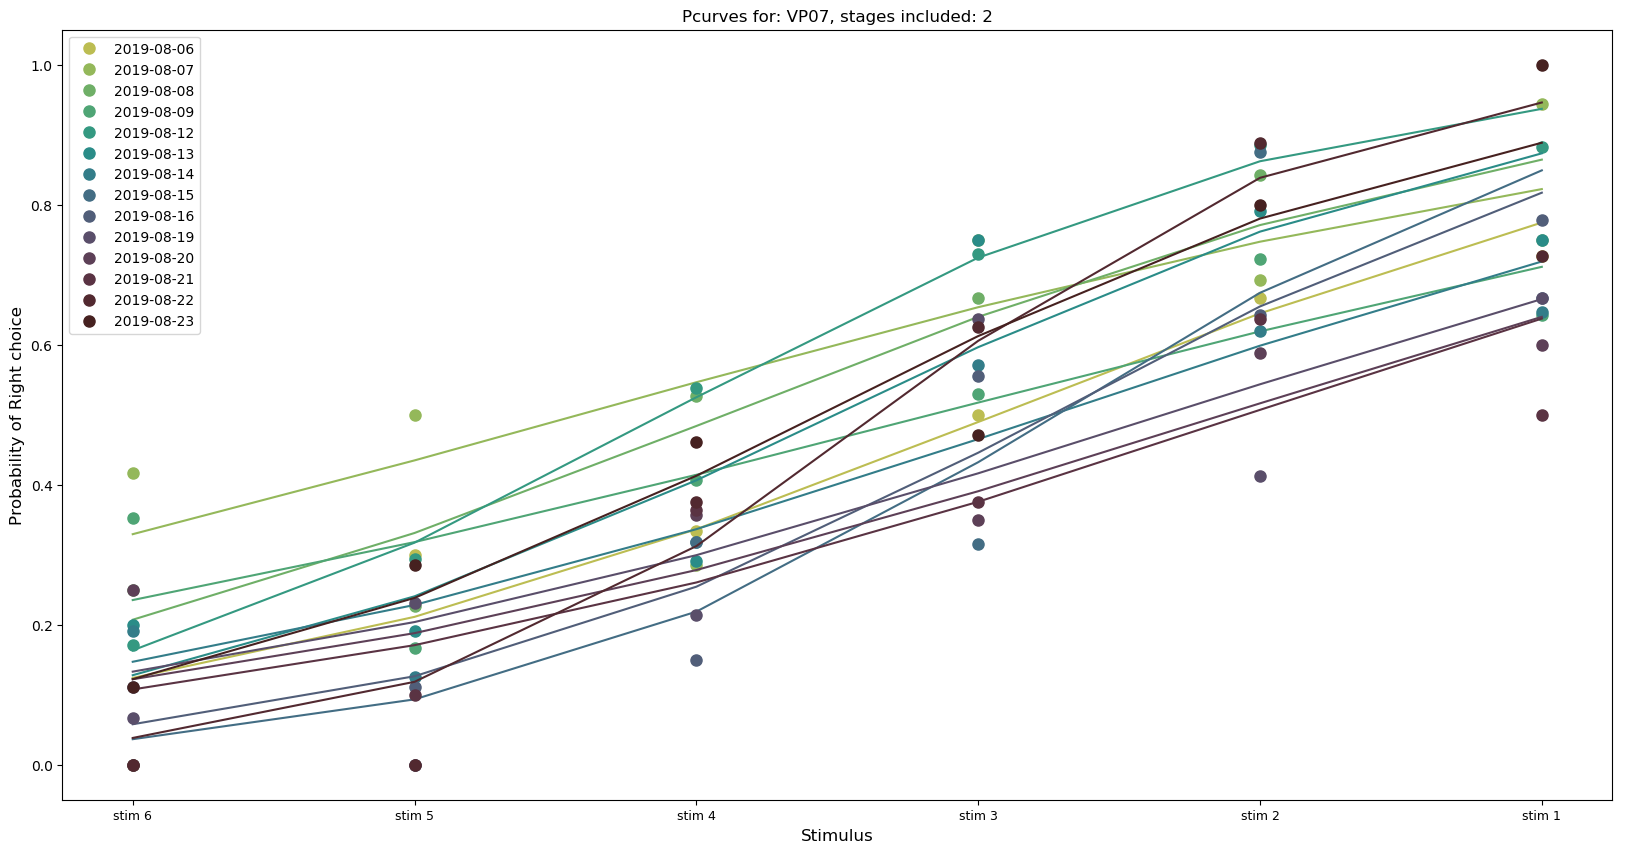 Pcurves for: VP07, stages included: 2
1.0
0.8
0.6
0.4
0.2
0.0
Probability of Right choice
2019-08-06
2019-08-07
2019-08-08
2019-08-09
2019-08-12
2019-08-13
2019-08-14
2019-08-15
2019-08-16
2019-08-19
2019-08-20
2019-08-21
2019-08-22
2019-08-23
stim 6
stim 5
stim 4
stim 3
stim 2
stim 1
Stimulus